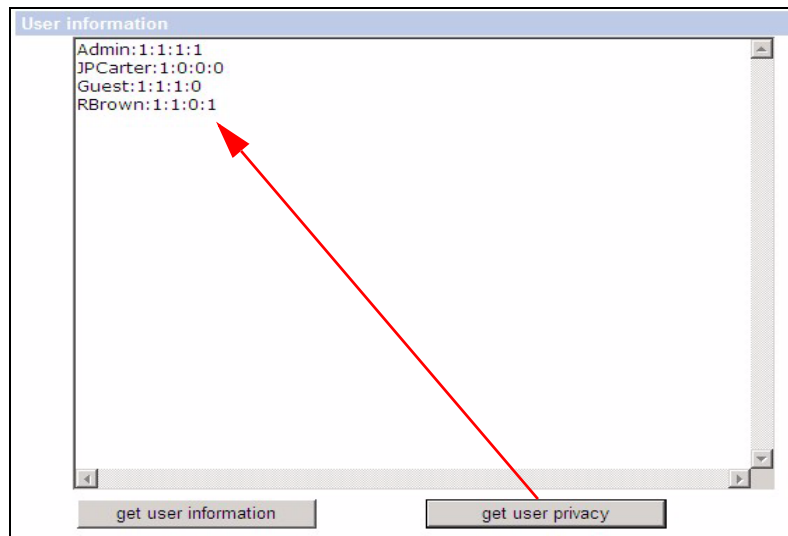 User information
Admin:1:1:1:1
JPCarter:1:0:0:0
Guest:1:1:1:0
RBrown:1:1:0:1
get user information
get user privacy